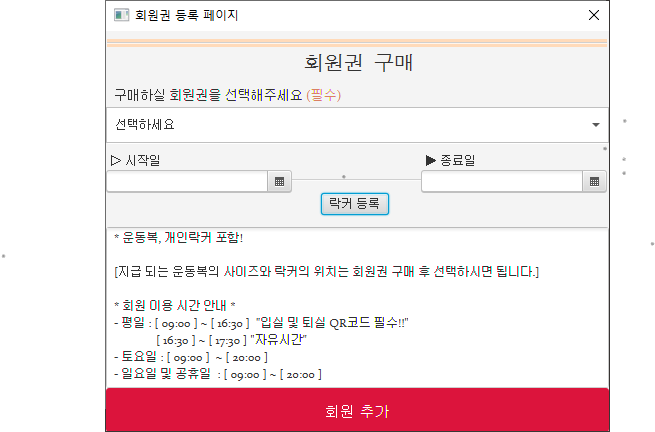 회원권 등록 페이지
회원권 구매
구매하실 회원권을 선택해주세요 (필수)
선택하세요
▷ 시작일
▶ 종료일
락커 등록
* 운동복, 개인락커 포함!
[지급 되는 운동복의 사이즈와 락커의 위치는 회원권 구매 후 선택하시면 됩니다.]
* 회원 이용 시간 안내 *
- 평일 : [ 09:00 ] ~ [ 16:30 ] "입실 및 퇴실 QR코드 필수!!"
[ 16:30 ] ~ [ 17:30 ] "자유시간"
- 토요일 : [ 09:00 ] ~ [ 20:00 ]
- 일요일 및 공휴일 : [ 09:00 ] ~ [ 20:00 ]
회원 추가